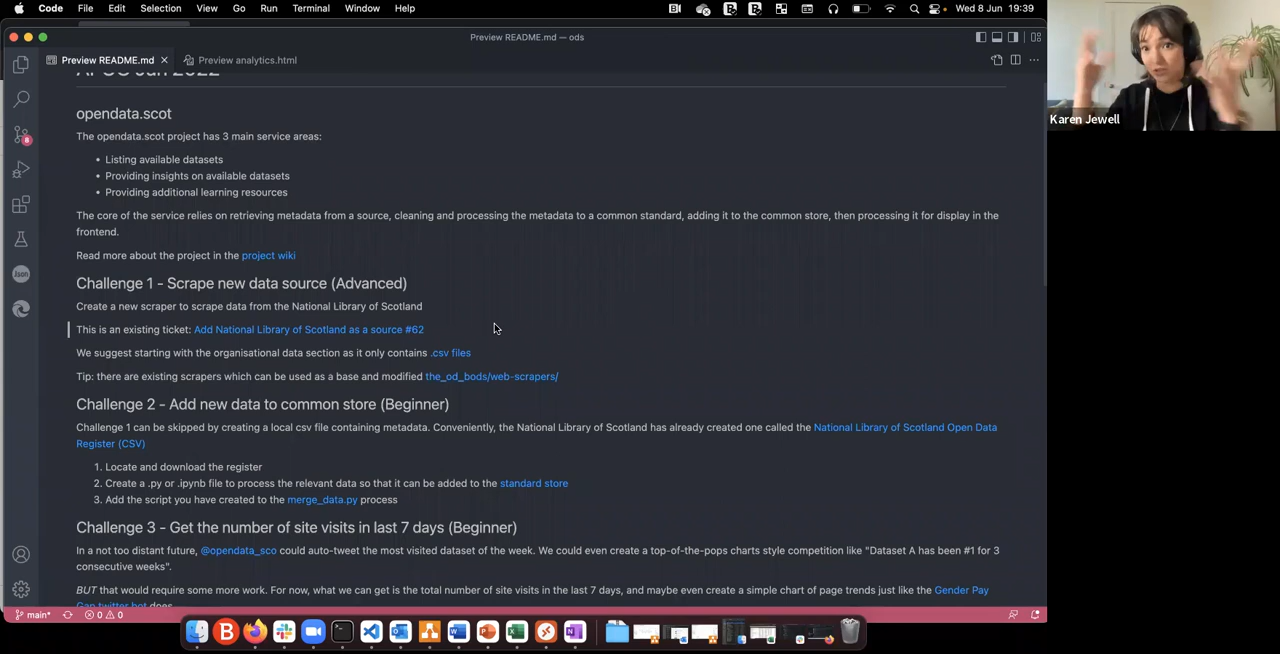 Code File Edit Selection View Go Run Terminal Window Help
Wed 8 Jun 19:39
Preview README.md — ods
Preview README.md
Preview analytics.html
Jun 2022
opendata.scot
The opendata.scot project has 3 main service areas:
• Listing available datasets
• Providing insights on available datasets
• Providing additional learning resources
The core of the service relies on retrieving metadata from a source, cleaning and processing the metadata to a common standard, adding it to the common store, then processing it for display in the
frontend.
Read more about the project in the project wiki
Challenge 1 - Scrape new data source (Advanced)
Create a new scraper to scrape data from the National Library of Scotland
This is an existing ticket: Add National Library of Scotland as a source #62
We suggest starting with the organisational data section as it only contains .csv files
Tip: there are existing scrapers which can be used as a base and modified the_od_bods/web-scrapers/
Challenge 2 - Add new data to common store (Beginner)
Challenge 1 can be skipped by creating a local csv file containing metadata. Conveniently, the National Library of Scotland has already created one called the National Library of Scotland Open Data
Register (CSV)
1. Locate and download the register
2. Create a .py or .ipynb file to process the relevant data so that it can be added to the standard store
3. Add the script you have created to the merge_data.py process
Challenge 3 - Get the number of site visits in last 7 days (Beginner)
In a not too distant future, @opendata_sco could auto-tweet the most visited dataset of the week. We could even create a top-of-the-pops charts style competition like "Dataset A has been #1 for 3
consecutive weeks".
BUT that would require some more work. For now, what we can get is the total number of site visits in the last 7 days, and maybe even create a simple chart of page trends just like the Gender Pay
Gap twitter bot does
8
Json
main*
0 0
Karen Jewell